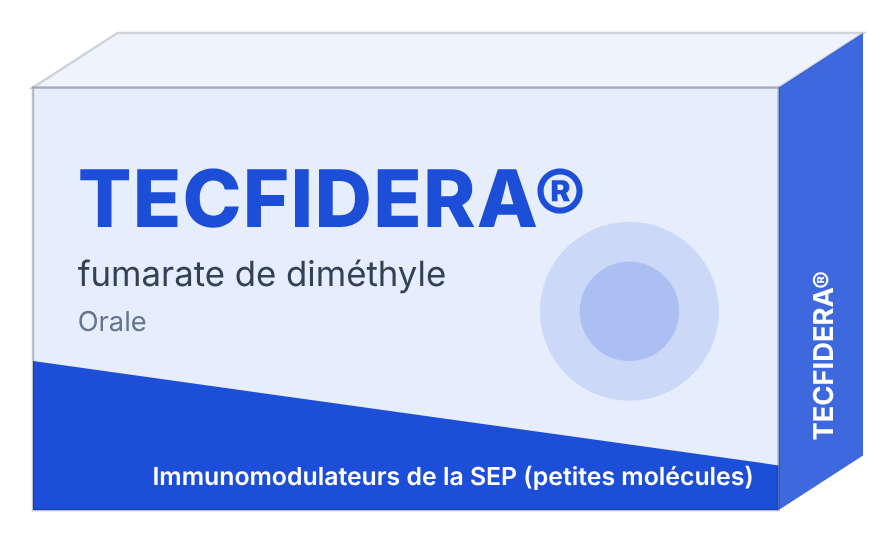 TECFIDERA®
fumarate de diméthyle
Orale
Immunomodulateurs de la SEP (petites molécules)
TECFIDERA®